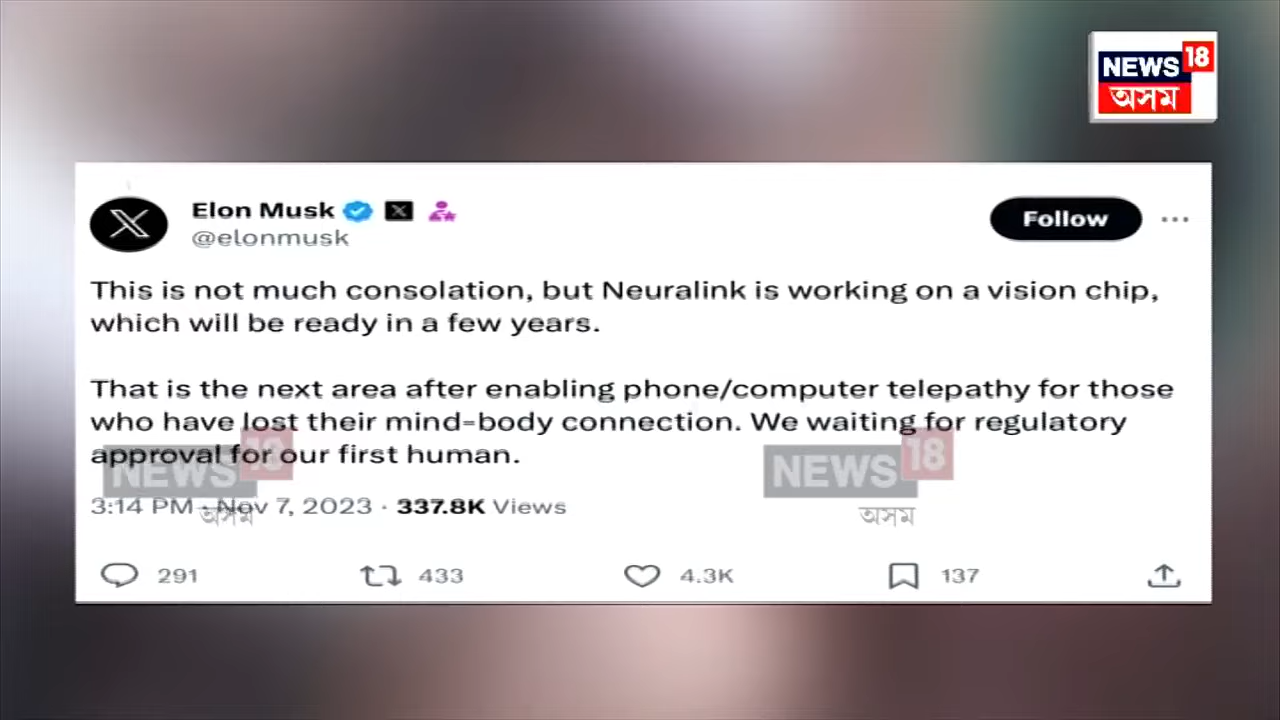 NEWS 18
অসম
Elon Musk
@elonmusk
Follow
This is not much consolation, but Neuralink is working on a vision chip,
which will be ready in a few years.
That is the next area after enabling phone/computer telepathy for those
who have lost their mind-body connection. We waiting for regulatory
approval for our first human.
NEWS 18
অসম
NEWS 18
অসম
3:14 PM · Nov 7, 2023 · 337.8K Views
291 433 4.3K 137